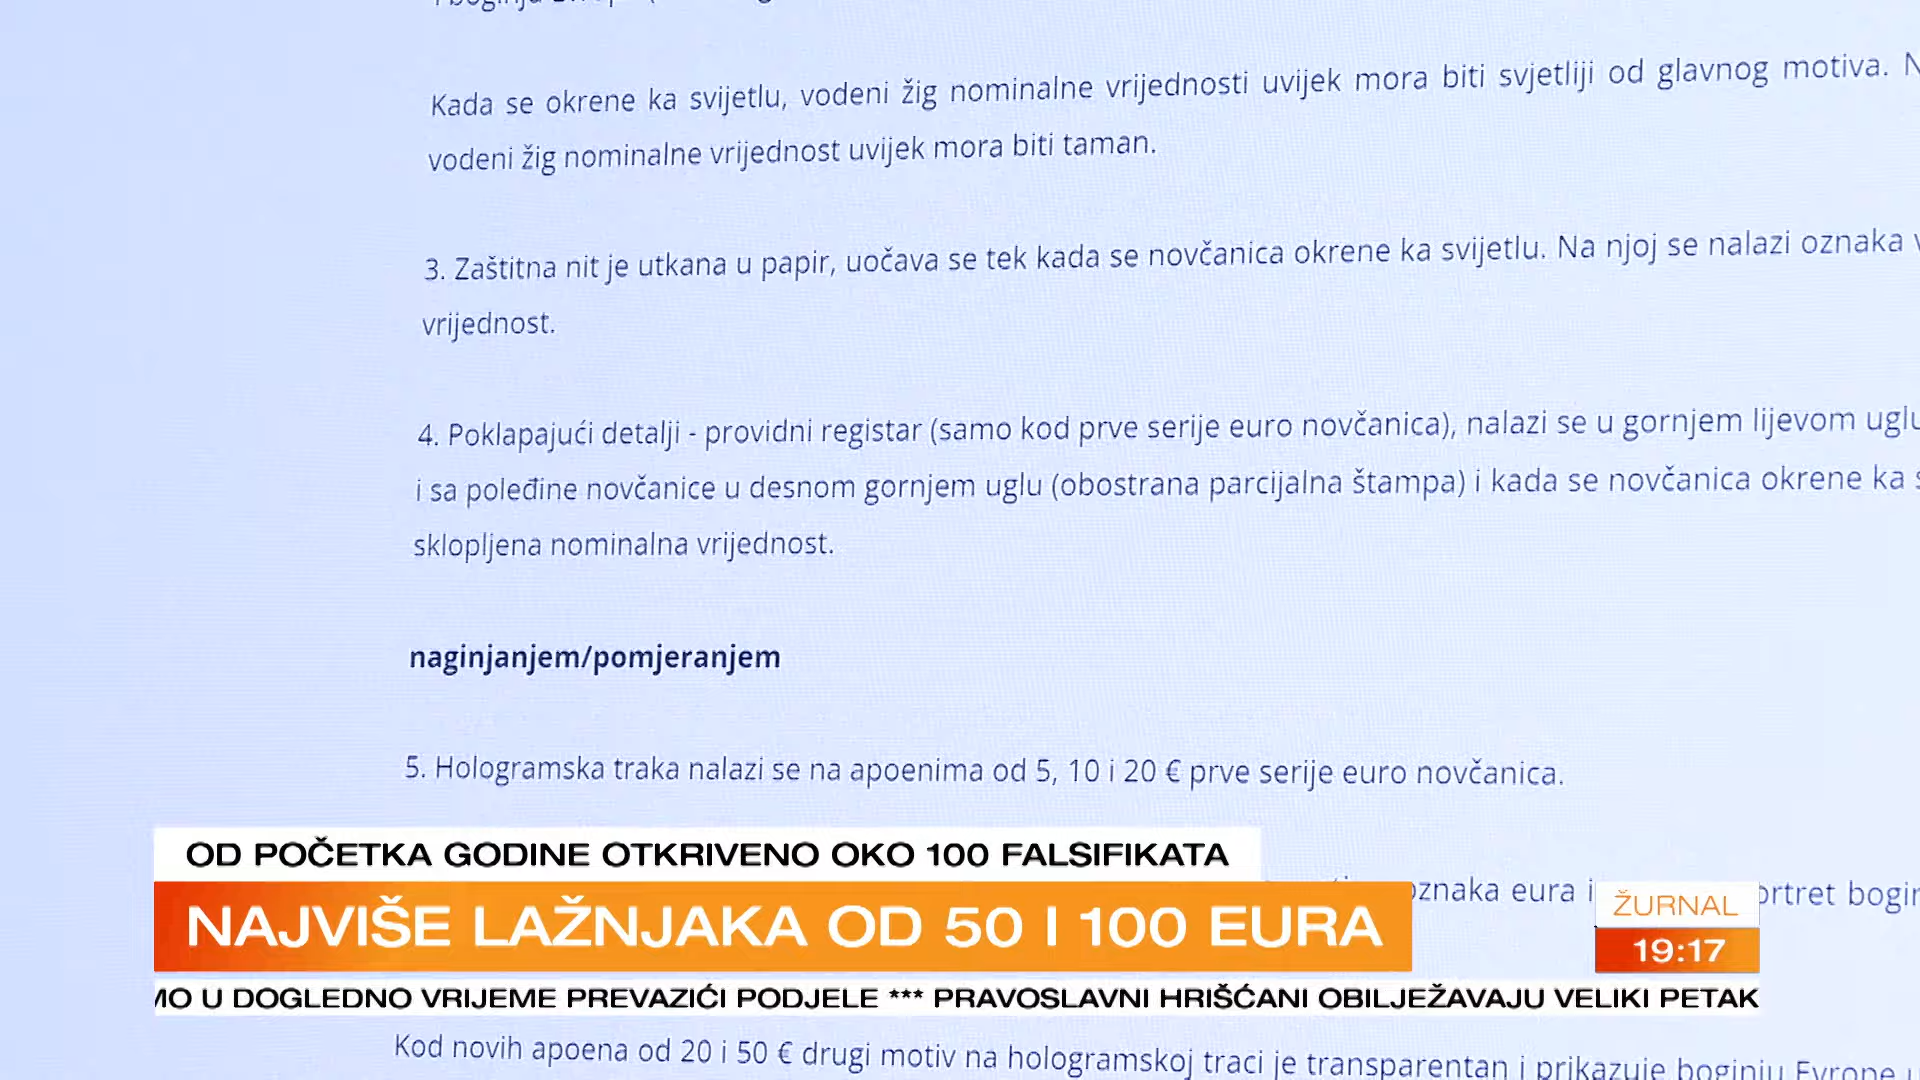 Kada se okrene ka svijetlu, vodeni žig nominalne vrijednosti uvijek mora biti svjetliji od glavnog motiva.
vodeni žig nominalne vrijednost uvijek mora biti taman.
3. Zaštitna nit je utkana u papir, uočava se tek kada se novčanica okrene ka svijetlu. Na njoj se nalazi oznaka
vrijednost.
4. Poklapajući detalji - providni registar (samo kod prve serije euro novčanica), nalazi se u gornjem lijevom uglu
i sa poleđine novčanice u desnom gornjem uglu (obostrana parcijalna štampa) i kada se novčanica okrene ka
sklopljena nominalna vrijednost.
naginjanjem/pomjeranjem
5. Hologramska traka nalazi se na apoenima od 5, 10 i 20 € prve serije euro novčanica.
OD POČETKA GODINE OTKRIVENO OKO 100 FALSIFIKATA
oznaka eura i
NAJVIŠE LAŽNJAKA OD 50 I 100 EURA
ŽURNAL
19:17
MO U DOGLEDNO VRIJEME PREVAZIĆI PODJELE *** PRAVOSLAVNI HRIŠĆANI OBILJEŽAVAJU VELIKI PETAK
Kod novih apoena od 20 i 50 € drugi motiv na hologramskoj traci je transparentan i prikazuje boginju Evrope u